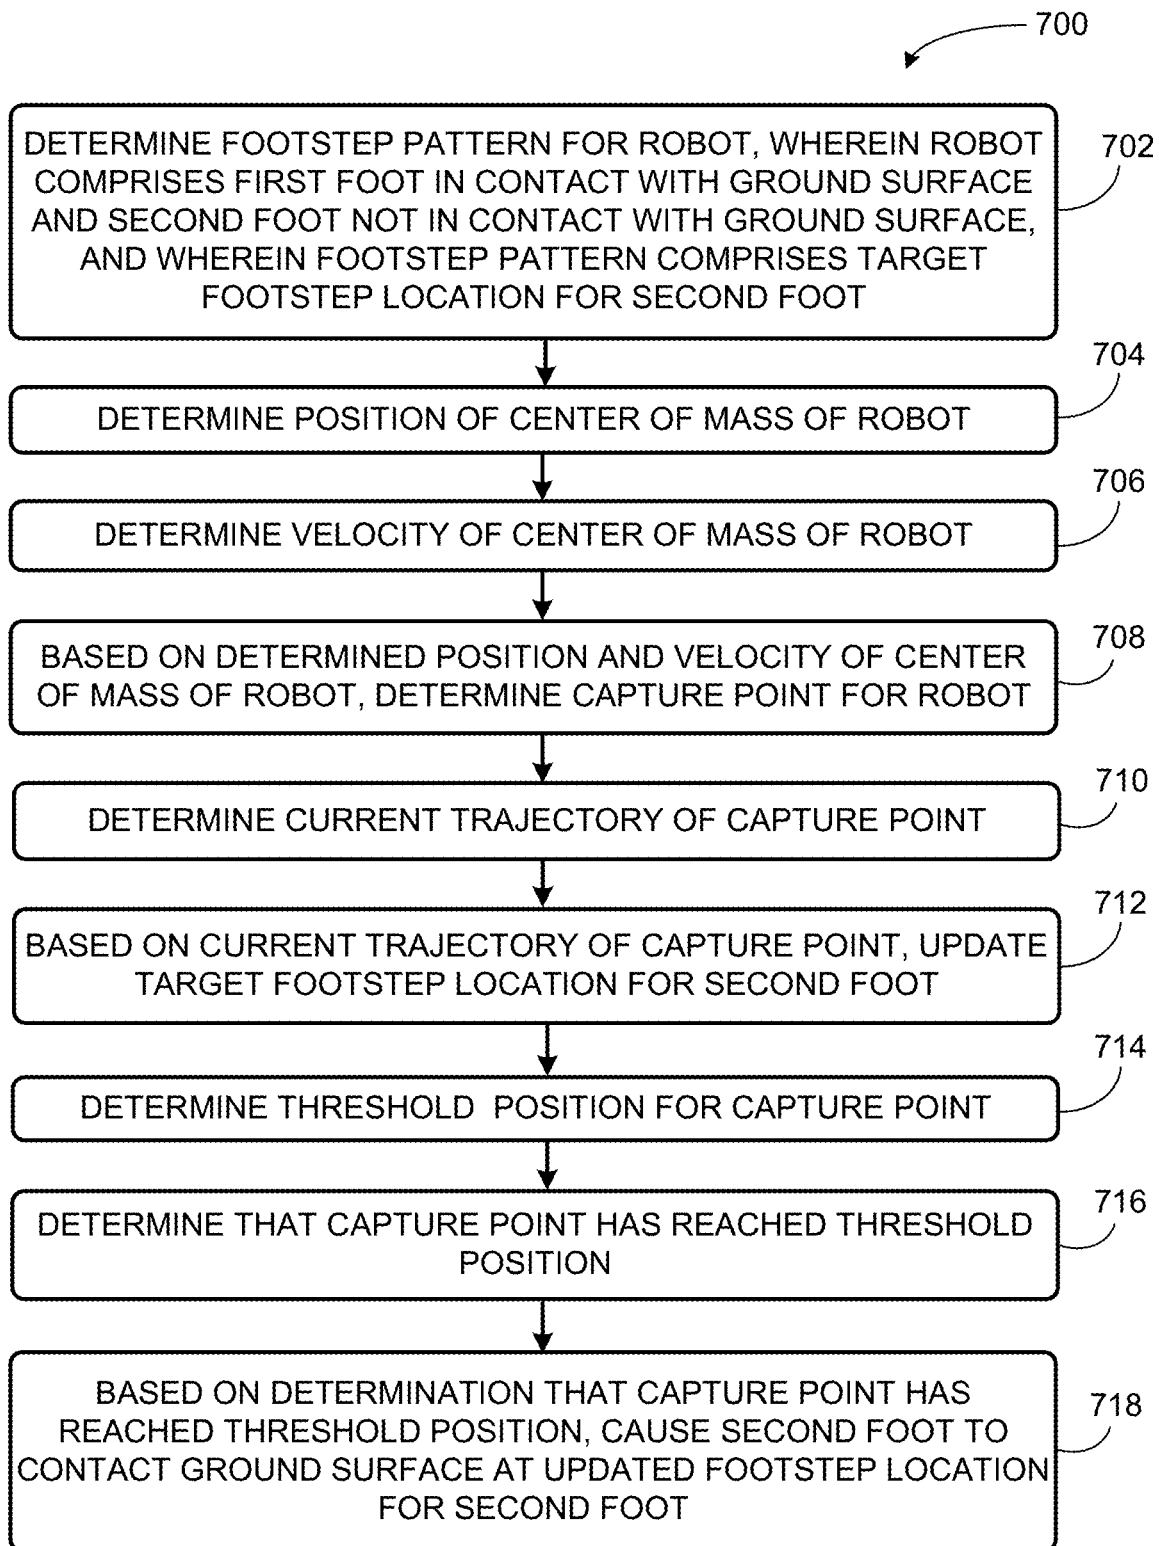 700
DETERMINE FOOTSTEP PATTERN FOR ROBOT, WHEREIN ROBOT
COMPRISES FIRST FOOT IN CONTACT WITH GROUND SURFACE
AND SECOND FOOT NOT IN CONTACT WITH GROUND SURFACE,
AND WHEREIN FOOTSTEP PATTERN COMPRISES TARGET
FOOTSTEP LOCATION FOR SECOND FOOT
702
DETERMINE POSITION OF CENTER OF MASS OF ROBOT
704
DETERMINE VELOCITY OF CENTER OF MASS OF ROBOT
706
BASED ON DETERMINED POSITION AND VELOCITY OF CENTER
OF MASS OF ROBOT, DETERMINE CAPTURE POINT FOR ROBOT
708
DETERMINE CURRENT TRAJECTORY OF CAPTURE POINT
710
BASED ON CURRENT TRAJECTORY OF CAPTURE POINT, UPDATE
TARGET FOOTSTEP LOCATION FOR SECOND FOOT
712
DETERMINE THRESHOLD POSITION FOR CAPTURE POINT
714
DETERMINE THAT CAPTURE POINT HAS REACHED THRESHOLD
POSITION
716
BASED ON DETERMINATION THAT CAPTURE POINT HAS
REACHED THRESHOLD POSITION, CAUSE SECOND FOOT TO
CONTACT GROUND SURFACE AT UPDATED FOOTSTEP LOCATION
FOR SECOND FOOT
718